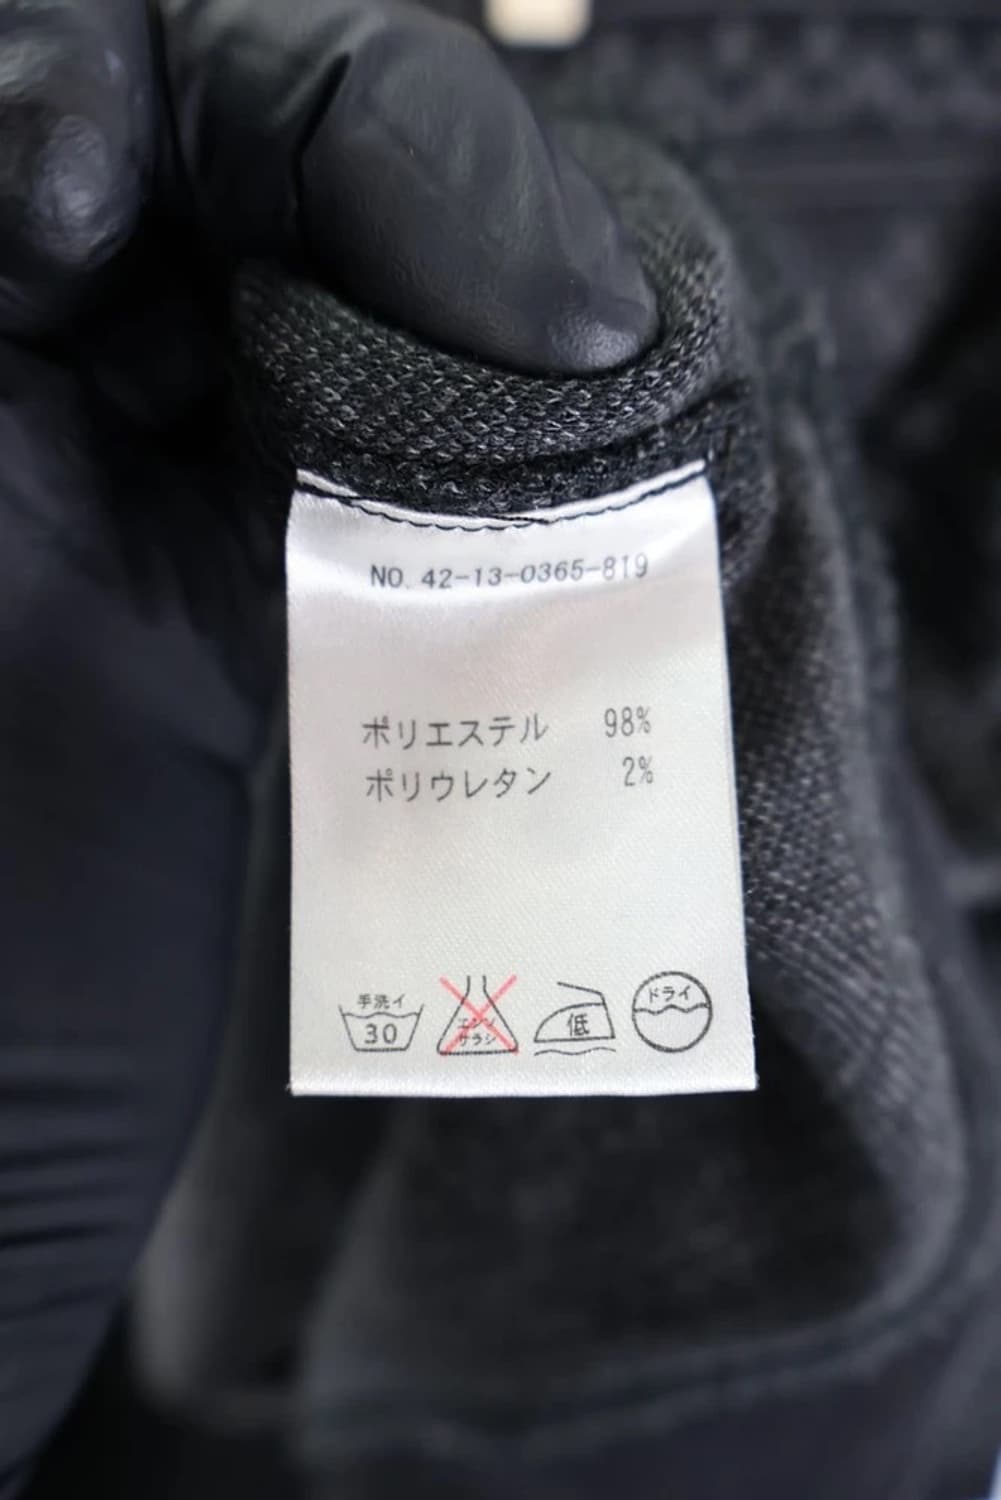 NO. 42-13-0365-819
ポリエステル 98%
ポリウレタン 2%
手洗イ
30
エンソ
サラシ
低
ドライ